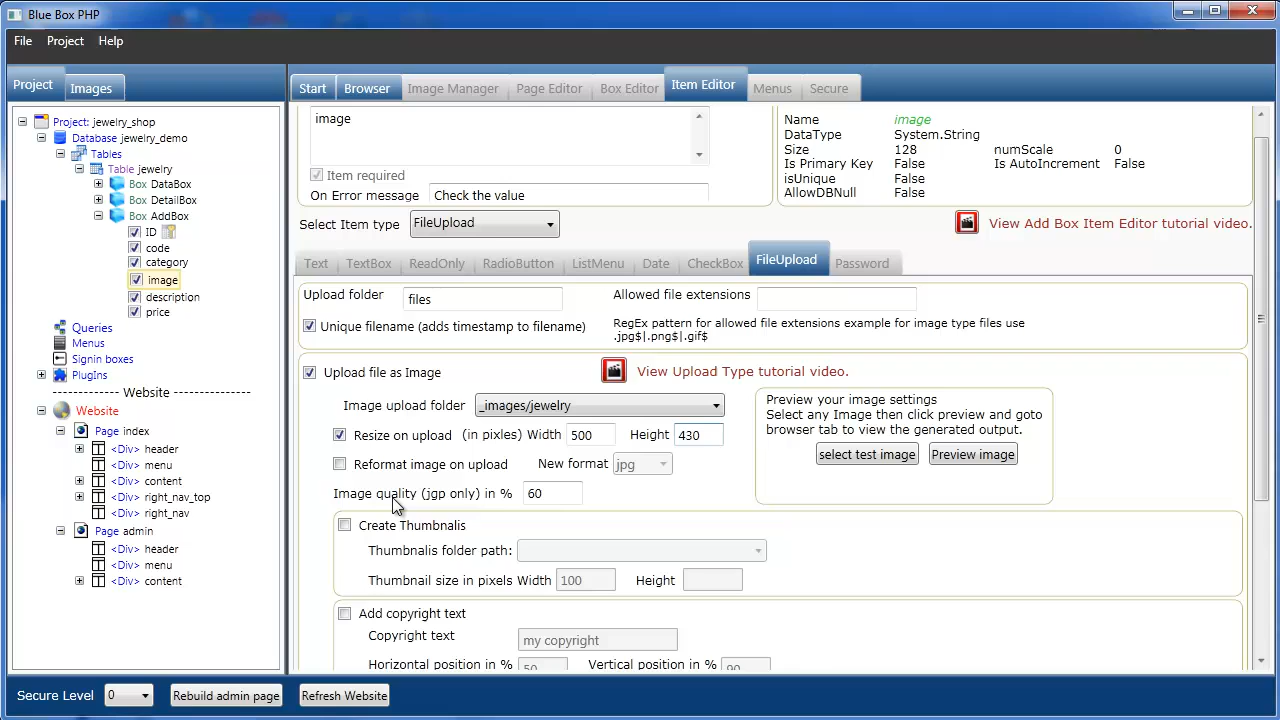 Blue Box PHP
File Project Help
Project Images
Start Browser Image Manager Page Editor Box Editor Item Editor Menus Secure
Project: jewelry_shop
Database jewelry_demo
Tables
Table jewelry
Box DataBox
Box DetailBox
Box AddBox
ID
code
category
image
description
price
Queries
Menus
Signin boxes
PlugIns
------------ Website ------------
Website
Page index
<Div> header
<Div> menu
<Div> content
<Div> right_nav_top
<Div> right_nav
Page admin
<Div> header
<Div> menu
<Div> content
image
Item required
On Error message Check the value
Name image
DataType System.String
Size 128 numScale 0
Is Primary Key False Is AutoIncrement False
isUnique False
AllowDBNull False
Select Item type FileUpload
View Add Box Item Editor tutorial video.
Text TextBox ReadOnly RadioButton ListMenu Date CheckBox FileUpload Password
Upload folder files Allowed file extensions
Unique filename (adds timestamp to filename)
RegEx pattern for allowed file extensions example for image type files use
.jpg$|.png$|.gif$
Upload file as Image View Upload Type tutorial video.
Image upload folder _images/jewelry
Resize on upload (in pixles) Width 500 Height 430
Reformat image on upload New format jpg
Image quality (jgp only) in % 60
Preview your image settings
Select any Image then click preview and goto
browser tab to view the generated output.
select test image Preview image
Create Thumbnalis
Thumbnalis folder path:
Thumbnail size in pixels Width 100 Height
Add copyright text
Copyright text my copyright
Horizontal position in % 50 Vertical position in % 90
Secure Level 0 Rebuild admin page Refresh Website